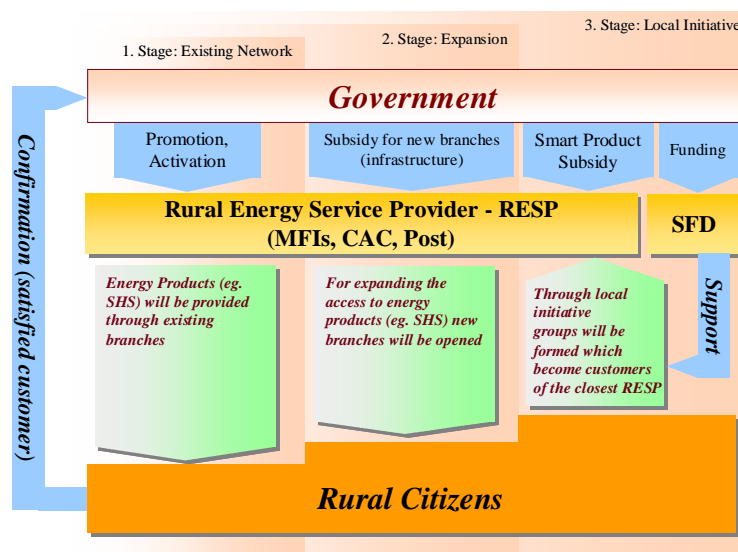 1. Stage: Existing Network
2. Stage: Expansion
3. Stage: Local Initiative
Government
Promotion,
Activation
Subsidy for new branches
(infrastructure)
Smart Product
Subsidy
Funding
Rural Energy Service Provider - RESP
(MFIs, CAC, Post)
SFD
Confirmation (satisfied customer)
Energy Products (eg.
SHS) will be provided
through existing
branches
For expanding the
access to energy
products (eg. SHS) new
branches will be opened
Through local
initiative
groups will be
formed which
become customers
of the closest RESP
Support
Rural Citizens